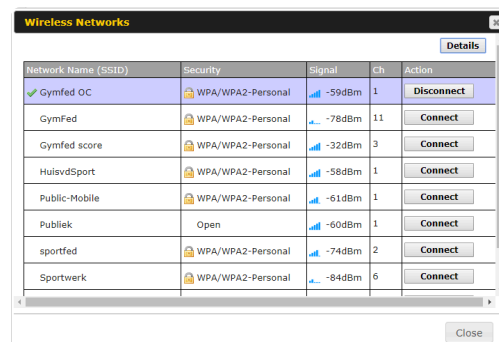 Wireless Networks
Details
Network Name (SSID) Security Signal Ch Action
Gymfed OC WPA/WPA2-Personal -59dBm 1 Disconnect
GymFed WPA/WPA2-Personal -78dBm 11 Connect
Gymfed score WPA/WPA2-Personal -32dBm 3 Connect
HuisvdSport WPA/WPA2-Personal -58dBm 1 Connect
Public-Mobile WPA/WPA2-Personal -61dBm 1 Connect
Publiek Open -60dBm 1 Connect
sportfed WPA/WPA2-Personal -74dBm 2 Connect
Sportwerk WPA/WPA2-Personal -84dBm 6 Connect
Close